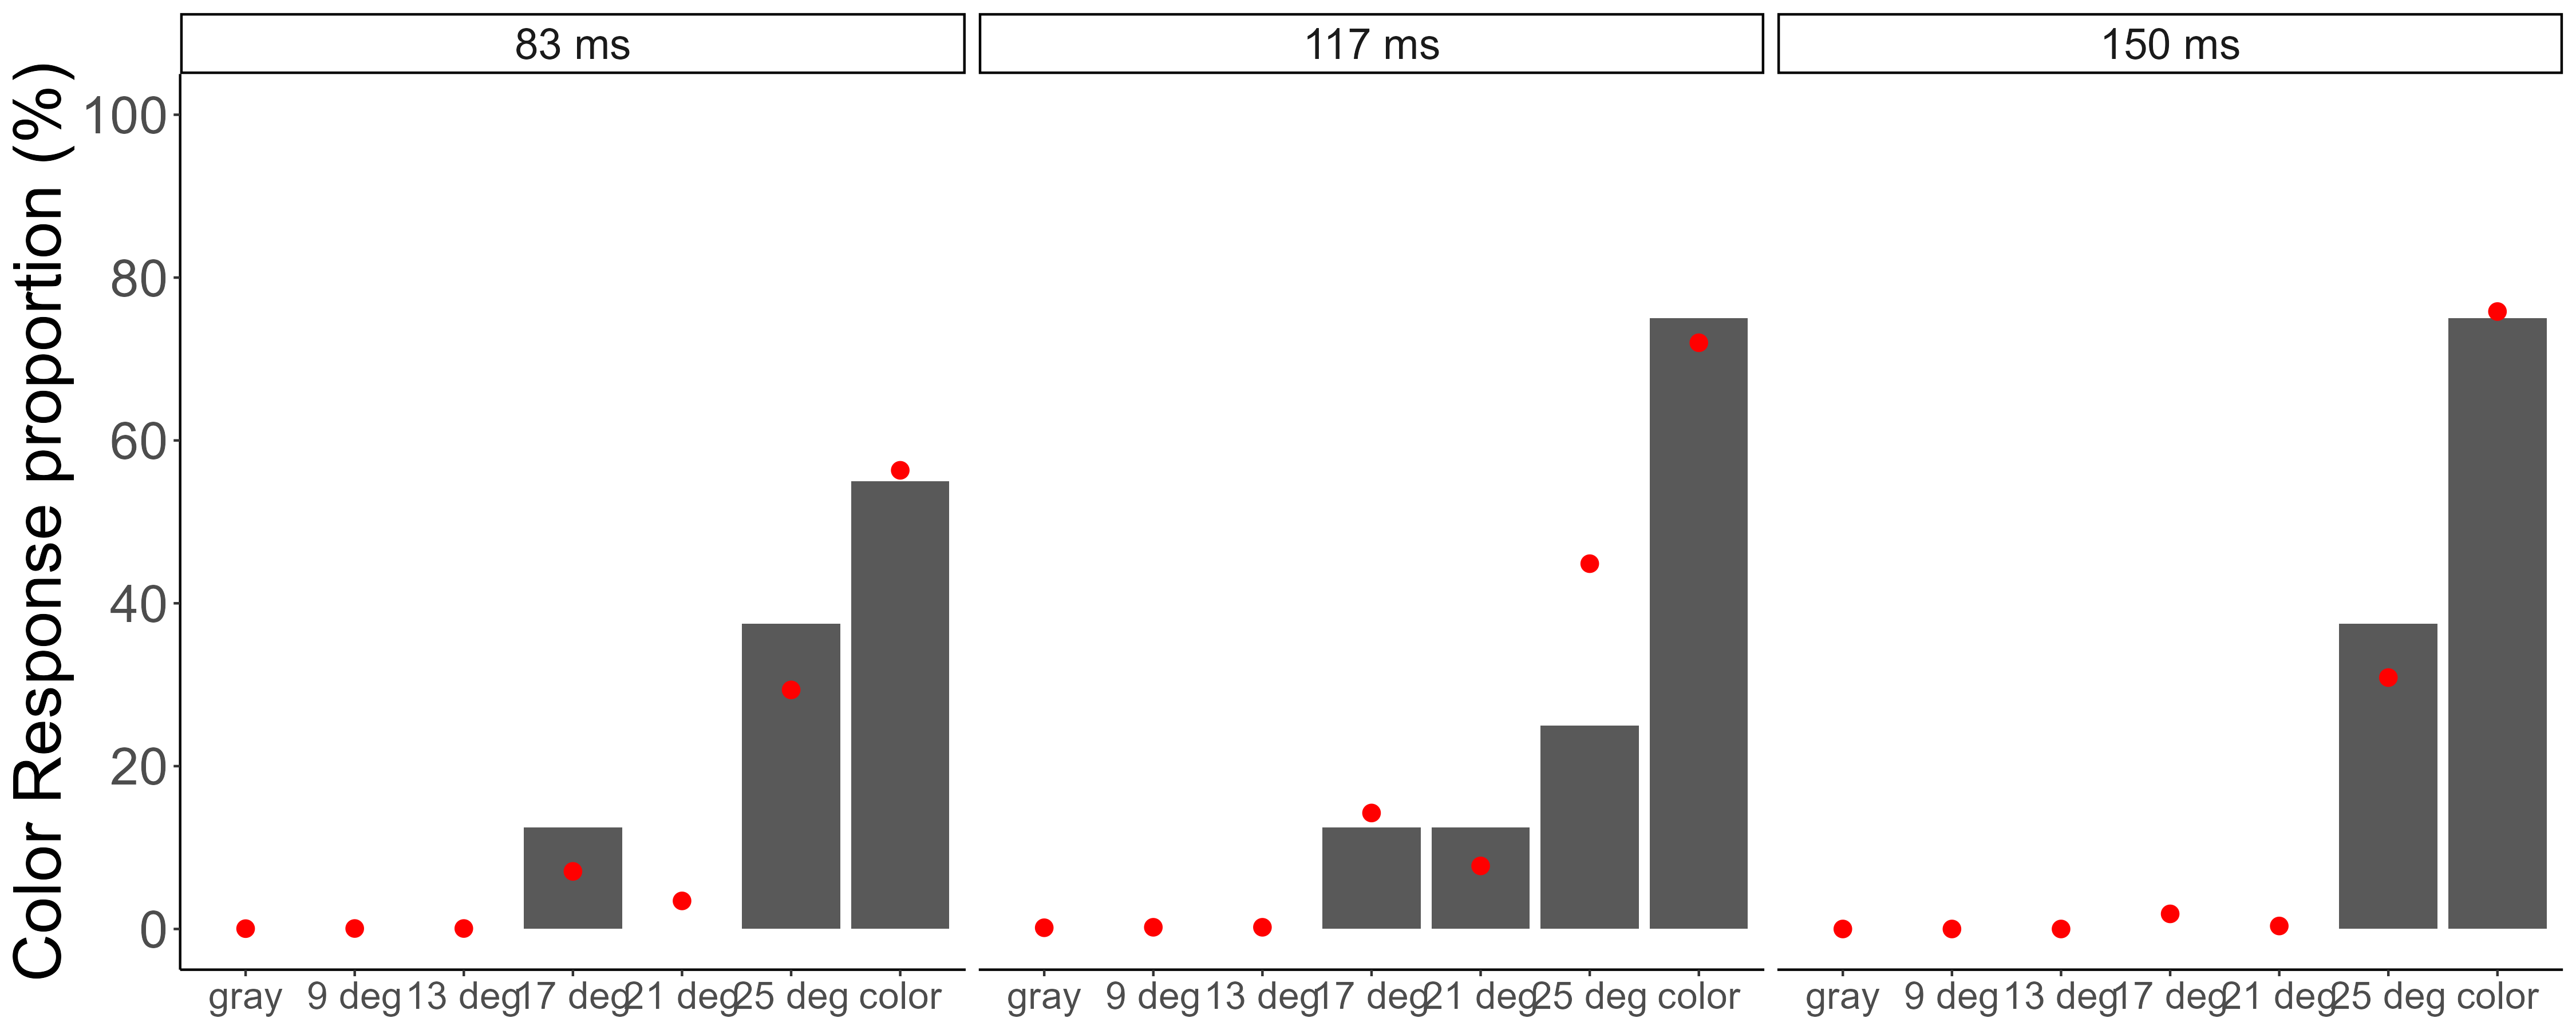 83 ms
117 ms
150 ms
Color Response proportion (%)
100
80
60
40
20
0
gray 9 deg 13 deg 17 deg 21 deg 25 deg color
gray 9 deg 13 deg 17 deg 21 deg 25 deg color
gray 9 deg 13 deg 17 deg 21 deg 25 deg color